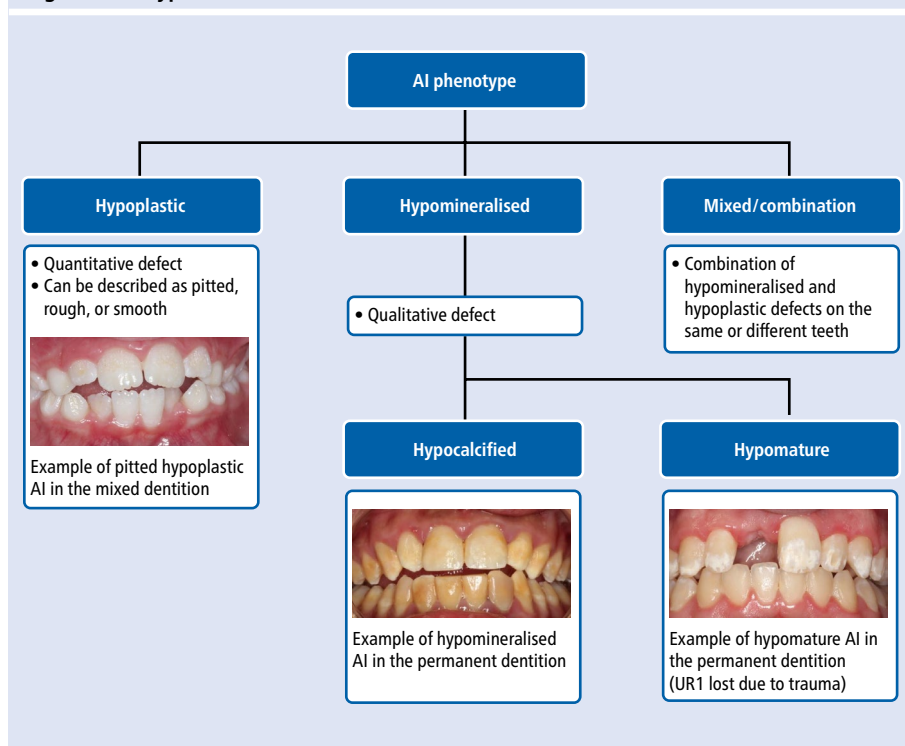 AI phenotype
Hypoplastic
Hypomineralised
Mixed/combination
• Quantitative defect
• Can be described as pitted,
rough, or smooth
Example of pitted hypoplastic
AI in the mixed dentition
• Qualitative defect
• Combination of
hypomineralised and
hypoplastic defects on the
same or different teeth
Hypocalcified
Hypomature
Example of hypomineralised
AI in the permanent dentition
Example of hypomature AI in
the permanent dentition
(UR1 lost due to trauma)